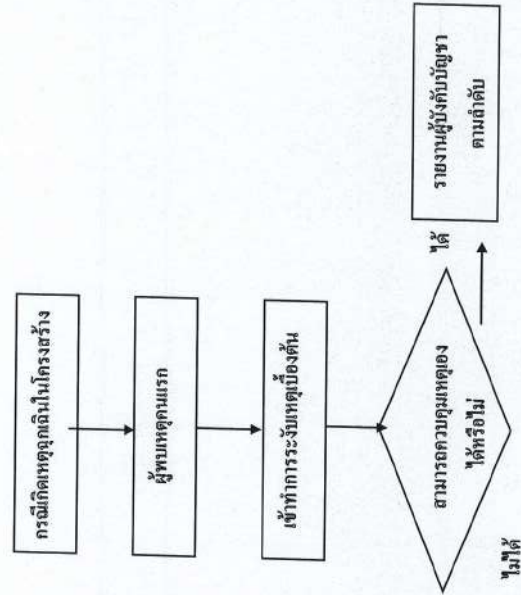 กรณีเกิดเหตุฉุกเฉินในโครงสร้าง
ผู้พบเหตุคนแรก
เข้าทำการระงับเหตุเบื้องต้น
สามารถควบคุมเหตุเอง
ได้หรือไม่
ได้
รายงานผู้บังคับบัญชา
ตามลำดับ
ไม่ได้